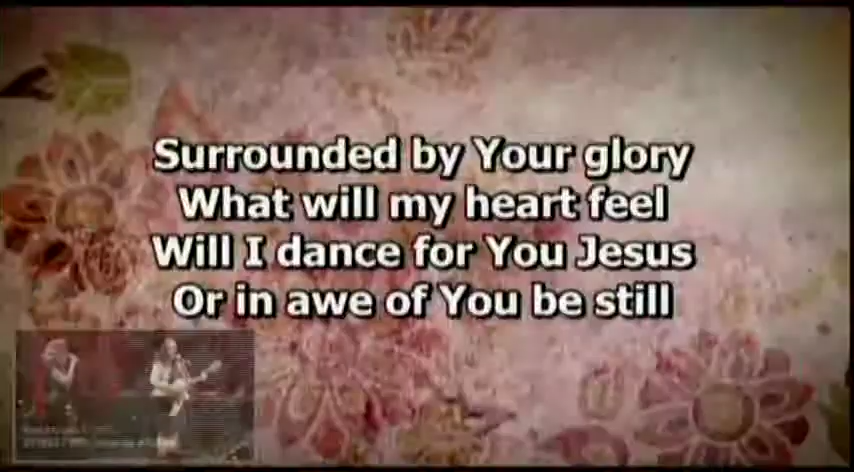 Surrounded by Your glory
What will my heart feel
Will I dance for You Jesus
Or in awe of You be still